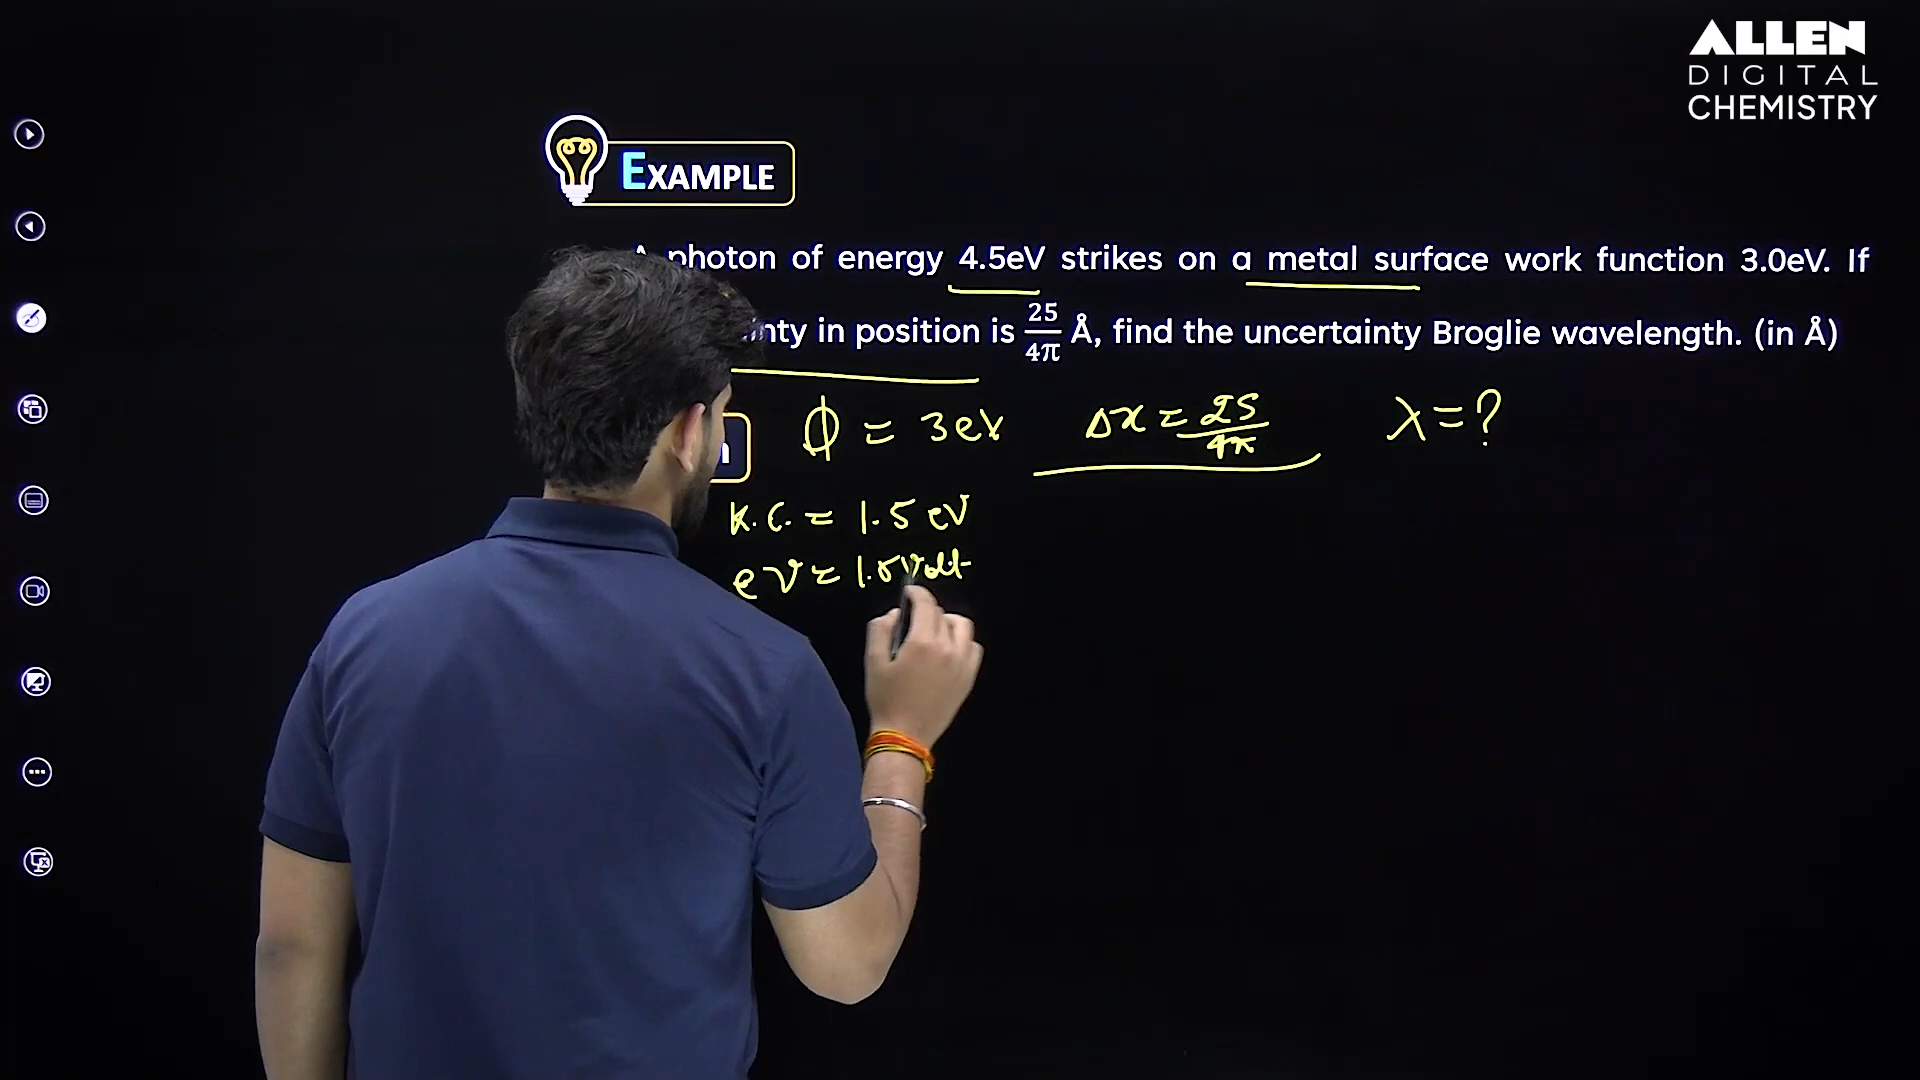 ALLEN
DIGITAL
CHEMISTRY
EXAMPLE
photon of energy 4.5eV strikes on a metal surface work function 3.0eV. If
in position is 25/4π Å, find the uncertainty Broglie wavelength. (in Å)
ϕ = 3eV Δx = 25/4π λ = ?
K.E. = 1.5 eV
eV = 1.5 Volt